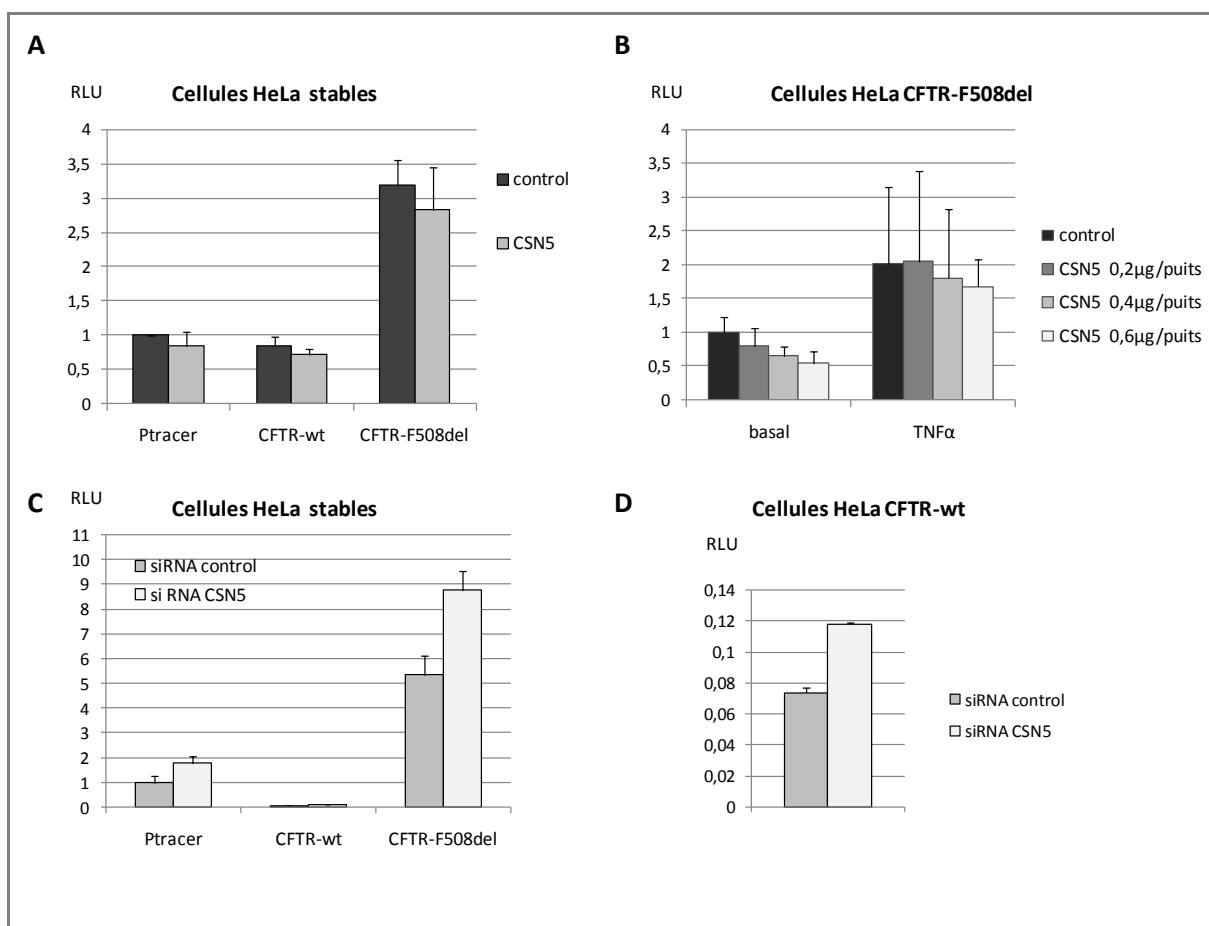 A
RLU
Cellules HeLa stables
4
3,5
3
2,5
2
1,5
1
0,5
0
Ptracer
CFTR-wt
CFTR-F508del
control
CSN5
B
RLU
Cellules HeLa CFTR-F508del
4
3,5
3
2,5
2
1,5
1
0,5
0
basal
TNFα
control
CSN5 0,2µg/puits
CSN5 0,4µg/puits
CSN5 0,6µg/puits
C
RLU
Cellules HeLa stables
11
10
9
8
7
6
5
4
3
2
1
0
siRNA control
si RNA CSN5
Ptracer
CFTR-wt
CFTR-F508del
D
Cellules HeLa CFTR-wt
RLU
0,14
0,12
0,1
0,08
0,06
0,04
0,02
0
siRNA control
siRNA CSN5